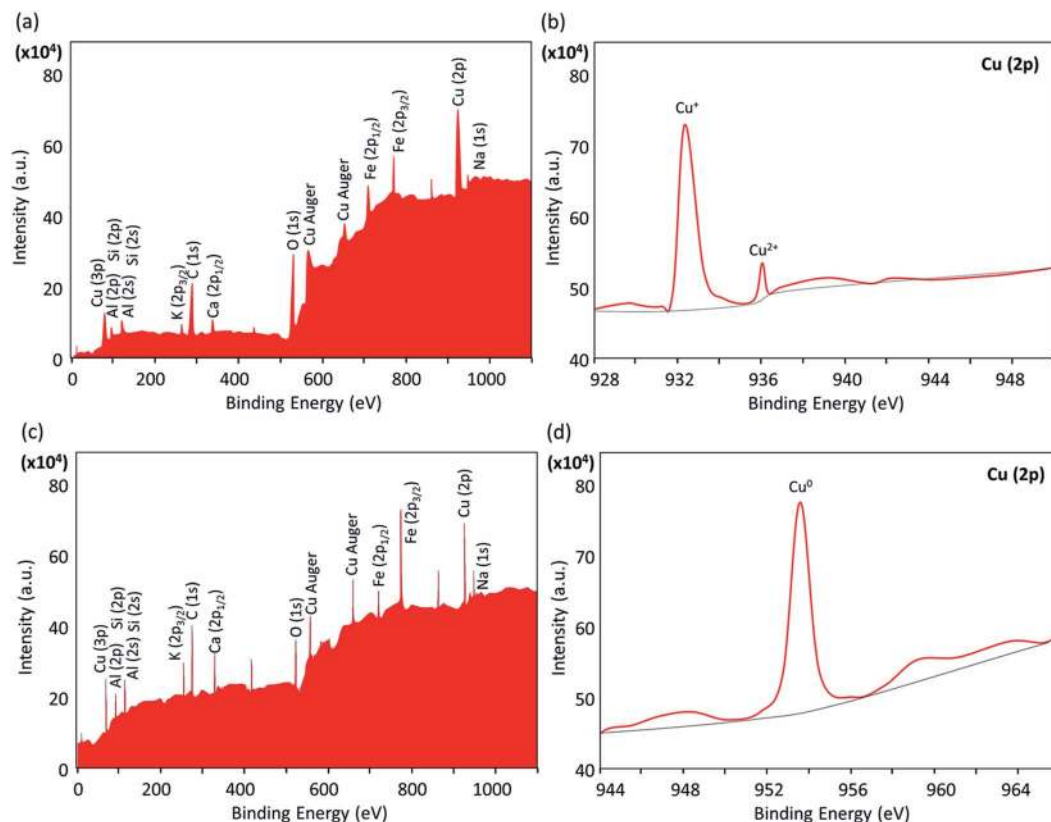 (a)
(x10⁴)
80
60
40
20
0
Intensity (a.u.)
Cu (3p)
Al (2p) Si (2p)
Al (2s) Si (2s)
K (2p3/2)
C (1s)
Ca (2p1/2)
O (1s)
Cu Auger
Cu Auger
Fe (2p1/2)
Fe (2p3/2)
Cu (2p)
Na (1s)
0 200 400 600 800 1000
Binding Energy (eV)
(b)
(x10⁴)
Cu (2p)
80
70
60
50
40
Intensity (a.u.)
Cu⁺
Cu²⁺
928 932 936 940 944 948
Binding Energy (eV)
(c)
(x10⁴)
80
60
40
20
0
Intensity (a.u.)
Cu (3p)
Al (2p) Si (2p)
Al (2s) Si (2s)
K (2p3/2)
C (1s)
Ca (2p1/2)
O (1s)
Cu Auger
Cu Auger
Fe (2p1/2)
Fe (2p3/2)
Cu (2p)
Na (1s)
0 200 400 600 800 1000
Binding Energy (eV)
(d)
(x10⁴)
Cu (2p)
80
70
60
50
40
Intensity (a.u.)
Cu⁰
944 948 952 956 960 964
Binding Energy (eV)